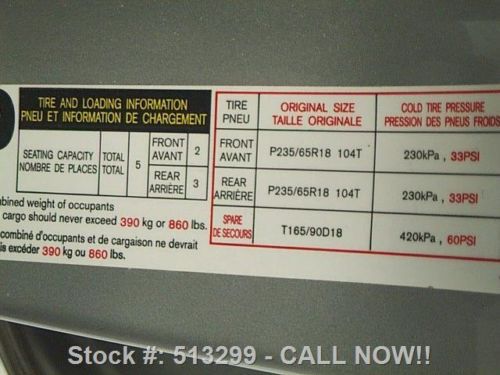 TIRE AND LOADING INFORMATION
PNEU ET INFORMATION DE CHARGEMENT
SEATING CAPACITY TOTAL 5 FRONT 2
NOMBRE DE PLACES TOTAL AVANT
REAR 3
ARRIÈRE
combined weight of occupants
cargo should never exceed 390 kg or 860 lbs.
combiné d'occupants et de cargaison ne devrait
excéder 390 kg ou 860 lbs.
TIRE ORIGINAL SIZE COLD TIRE PRESSURE
PNEU TAILLE ORIGINALE PRESSION DES PNEUS FROIDS
FRONT P235/65R18 104T 230kPa , 33PSI
AVANT
REAR P235/65R18 104T 230kPa , 33PSI
ARRIÈRE
SPARE T165/90D18 420kPa , 60PSI
DE SECOURS
Stock #: 513299 - CALL NOW!!